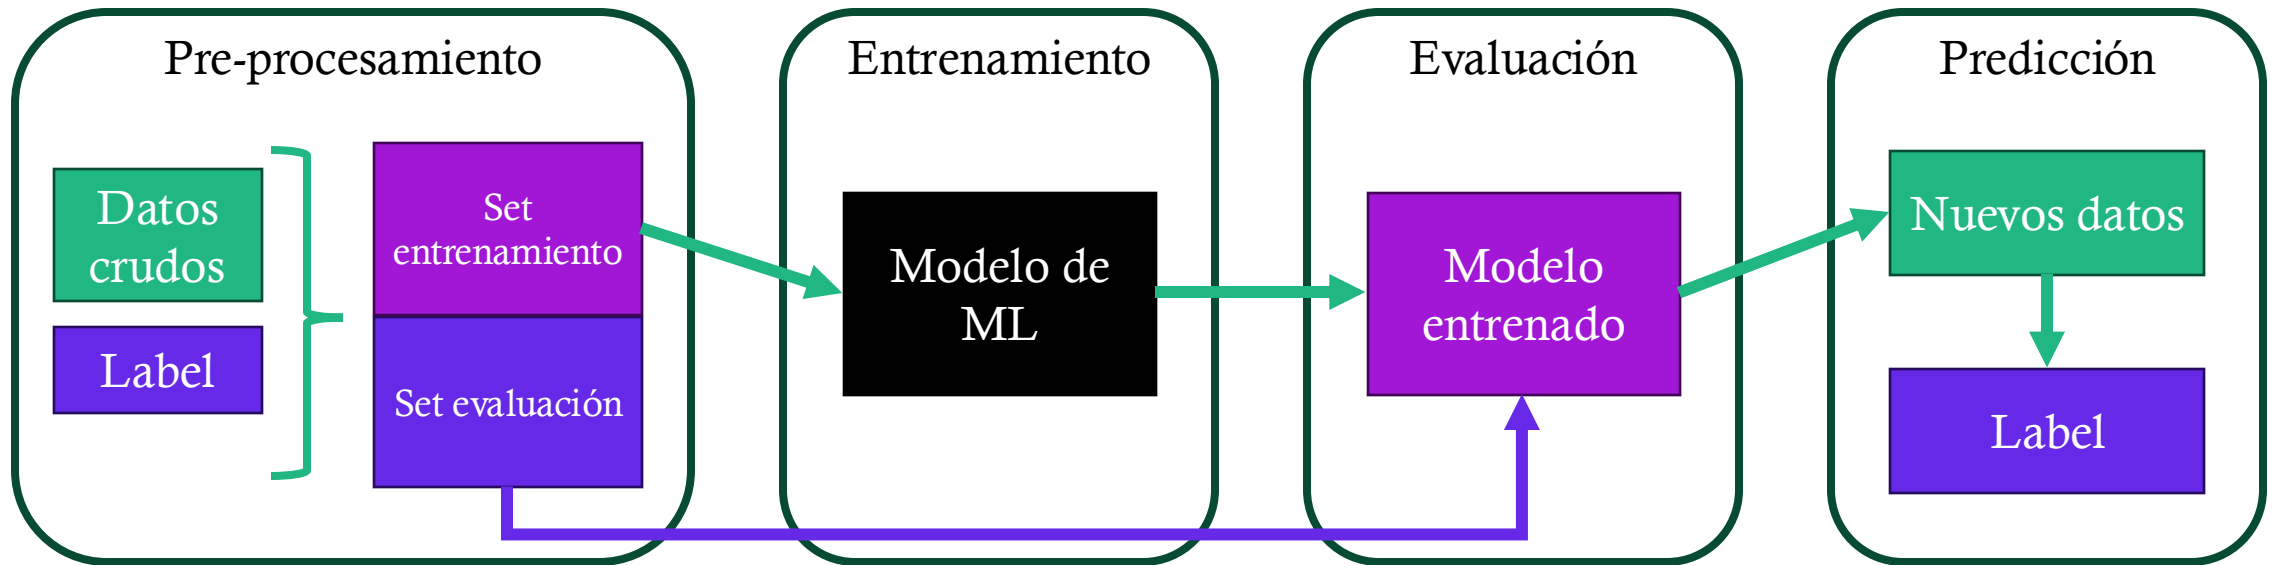 Pre-procesamiento
Datos
crudos
Label
Set
entrenamiento
Set evaluación
Entrenamiento
Modelo de
ML
Evaluación
Modelo
entrenado
Predicción
Nuevos datos
Label